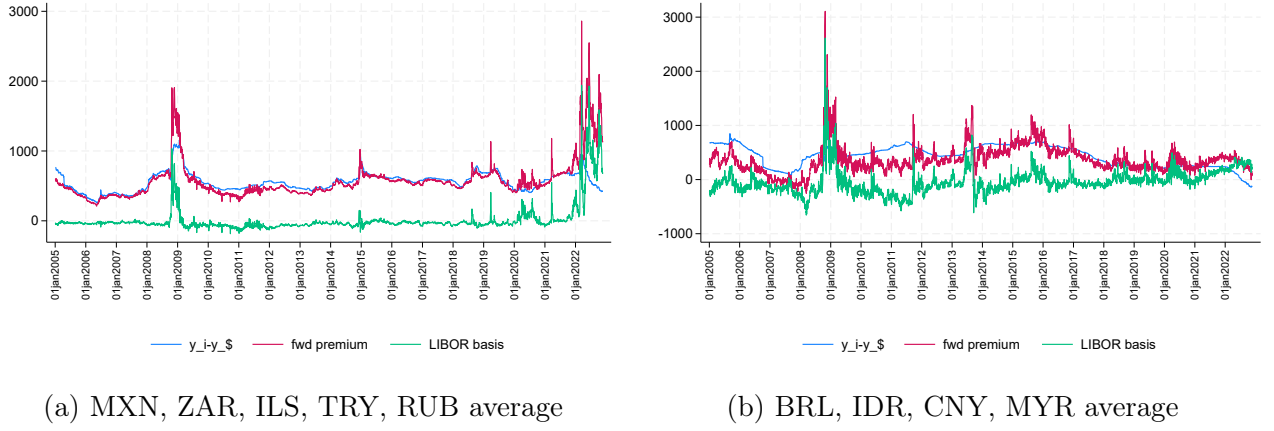 3000
2000
1000
0
01jan2005
01jan2006
01jan2007
01jan2008
01jan2009
01jan2010
01jan2011
01jan2012
01jan2013
01jan2014
01jan2015
01jan2016
01jan2017
01jan2018
01jan2019
01jan2020
01jan2021
01jan2022
y_i-y_$ fwd premium LIBOR basis
(a) MXN, ZAR, ILS, TRY, RUB average
3000
2000
1000
0
-1000
01jan2005
01jan2006
01jan2007
01jan2008
01jan2009
01jan2010
01jan2011
01jan2012
01jan2013
01jan2014
01jan2015
01jan2016
01jan2017
01jan2018
01jan2019
01jan2020
01jan2021
01jan2022
y_i-y_$ fwd premium LIBOR basis
(b) BRL, IDR, CNY, MYR average